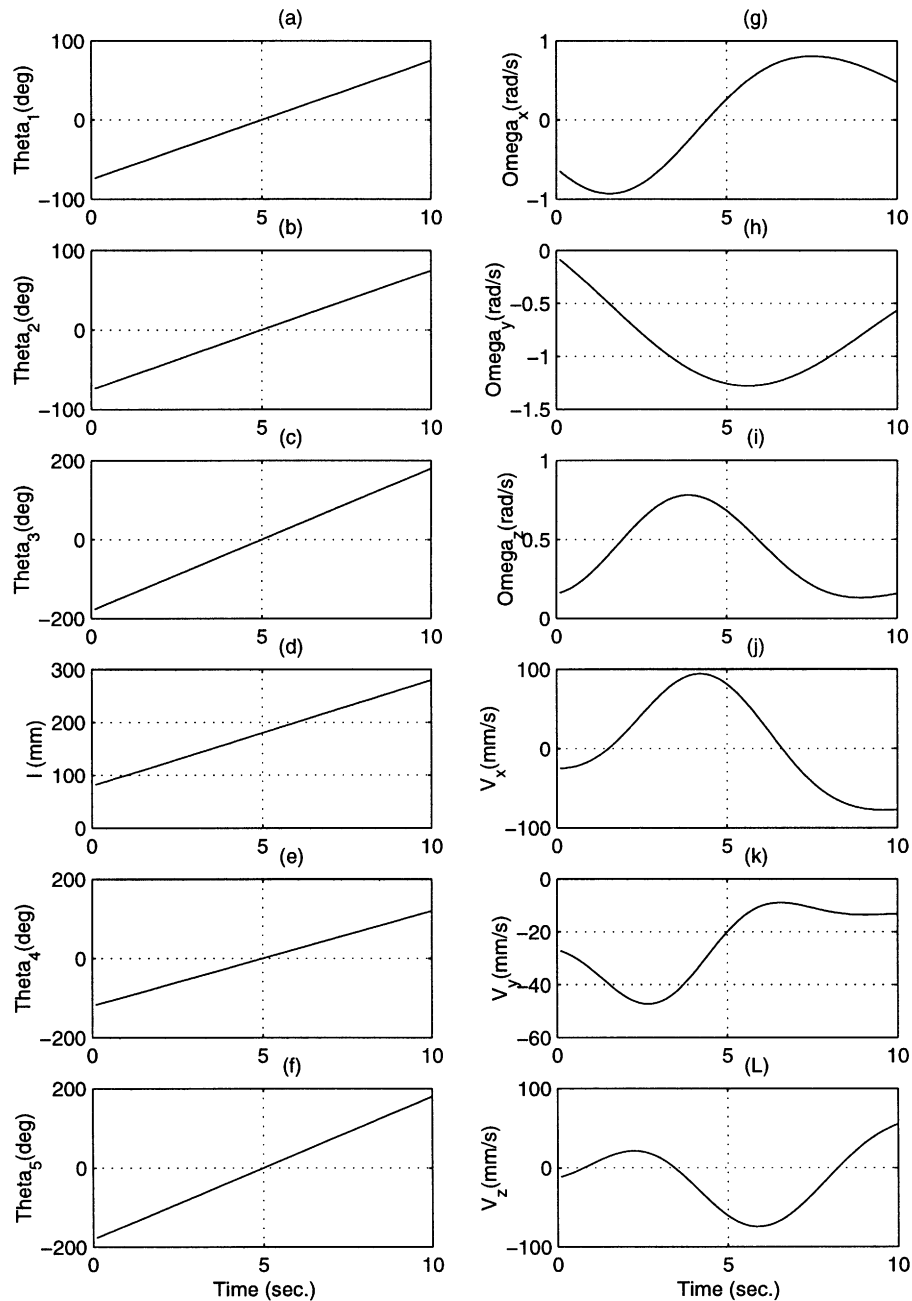 (a)
100
0
−100
0
5
10
Theta1(deg)
(b)
100
0
−100
0
5
10
Theta2(deg)
(c)
200
0
−200
0
5
10
Theta3(deg)
(d)
300
200
100
0
0
5
10
l (mm)
(e)
200
0
−200
0
5
10
Theta4(deg)
(f)
200
0
−200
0
5
10
Theta5(deg)
Time (sec.)
(g)
1
0
−1
0
5
10
Omegax(rad/s)
(h)
0
−0.5
−1
−1.5
0
5
10
Omegay(rad/s)
(i)
1
0.5
0
0
5
10
Omegaz(rad/s)
(j)
100
0
−100
0
5
10
Vx(mm/s)
(k)
0
−20
−40
−60
0
5
10
Vy(mm/s)
(L)
100
0
−100
0
5
10
Vz(mm/s)
Time (sec.)